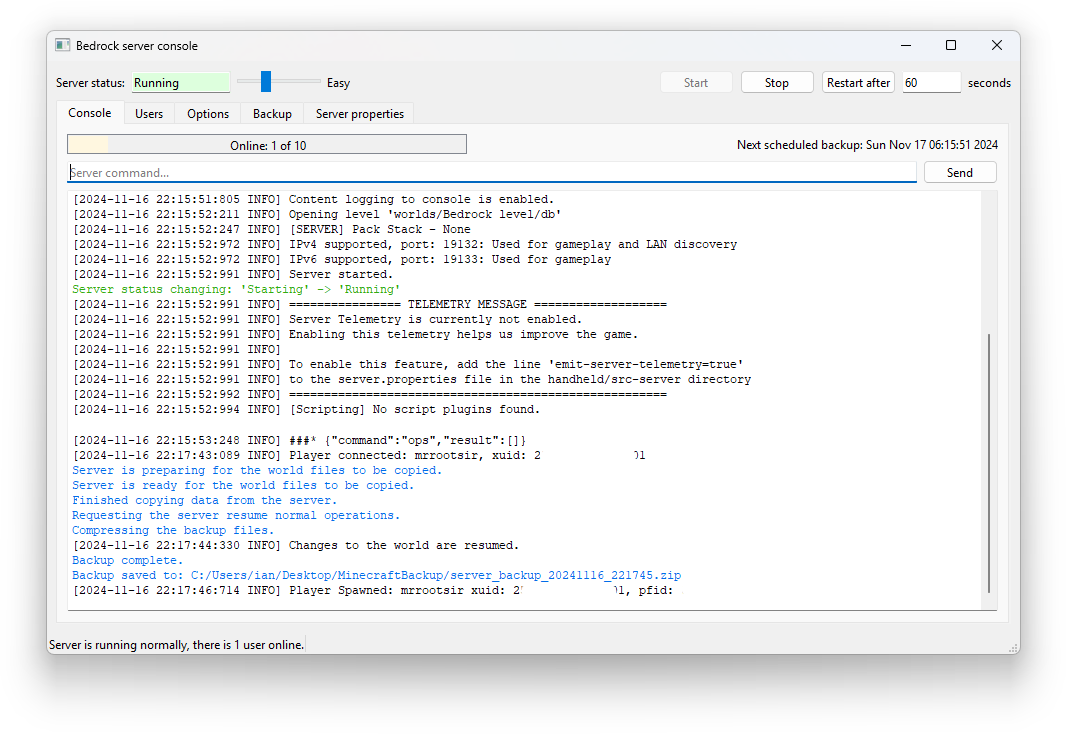 Bedrock server console
Server status: Running Easy Start Stop Restart after 60 seconds
Console Users Options Backup Server properties
Online: 1 of 10 Next scheduled backup: Sun Nov 17 06:15:51 2024
Server command... Send
[2024-11-16 22:15:51:805 INFO] Content logging to console is enabled.
[2024-11-16 22:15:52:211 INFO] Opening level 'worlds/Bedrock level/db'
[2024-11-16 22:15:52:247 INFO] [SERVER] Pack Stack - None
[2024-11-16 22:15:52:972 INFO] IPv4 supported, port: 19132: Used for gameplay and LAN discovery
[2024-11-16 22:15:52:972 INFO] IPv6 supported, port: 19133: Used for gameplay
[2024-11-16 22:15:52:991 INFO] Server started.
Server status changing: 'Starting' -> 'Running'
[2024-11-16 22:15:52:991 INFO] ================ TELEMETRY MESSAGE ===================
[2024-11-16 22:15:52:991 INFO] Server Telemetry is currently not enabled.
[2024-11-16 22:15:52:991 INFO] Enabling this telemetry helps us improve the game.
[2024-11-16 22:15:52:991 INFO]
[2024-11-16 22:15:52:991 INFO] To enable this feature, add the line 'emit-server-telemetry=true'
[2024-11-16 22:15:52:991 INFO] to the server.properties file in the handheld/src-server directory
[2024-11-16 22:15:52:992 INFO] ======================================================
[2024-11-16 22:15:52:994 INFO] [Scripting] No script plugins found.
[2024-11-16 22:15:53:248 INFO] ###* {"command":"ops","result":[]}
[2024-11-16 22:17:43:089 INFO] Player connected: mrrootsir, xuid: 2 1
Server is preparing for the world files to be copied.
Server is ready for the world files to be copied.
Finished copying data from the server.
Requesting the server resume normal operations.
Compressing the backup files.
[2024-11-16 22:17:44:330 INFO] Changes to the world are resumed.
Backup complete.
Backup saved to: C:/Users/ian/Desktop/MinecraftBackup/server_backup_20241116_221745.zip
[2024-11-16 22:17:46:714 INFO] Player Spawned: mrrootsir xuid: 2 1, pfid:
Server is running normally, there is 1 user online.